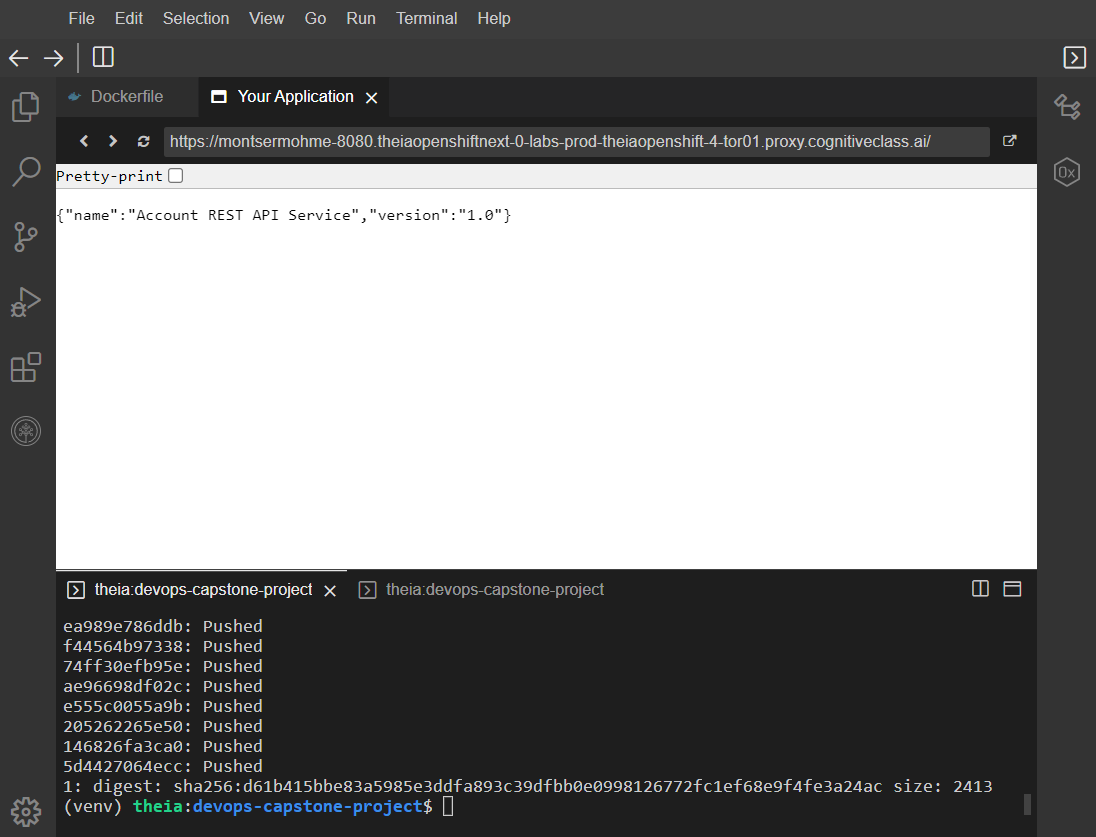 File Edit Selection View Go Run Terminal Help
Dockerfile Your Application
https://montsermohme-8080.theiaopenshiftnext-0-labs-prod-theiaopenshift-4-tor01.proxy.cognitiveclass.ai/
Pretty-print
{"name":"Account REST API Service","version":"1.0"}
0x
theia:devops-capstone-project theia:devops-capstone-project
ea989e786ddb: Pushed
f44564b97338: Pushed
74ff30efb95e: Pushed
ae96698df02c: Pushed
e555c0055a9b: Pushed
205262265e50: Pushed
146826fa3ca0: Pushed
5d4427064ecc: Pushed
1: digest: sha256:d61b415bbe83a5985e3ddfa893c39dfbb0e0998126772fc1ef68e9f4fe3a24ac size: 2413
(venv) theia:devops-capstone-project$